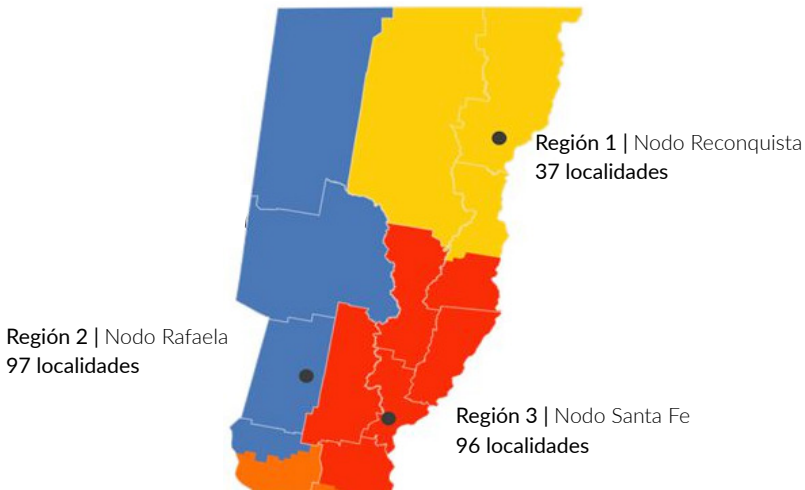 Región 1 | Nodo Reconquista
37 localidades
Región 2 | Nodo Rafaela
97 localidades
Región 3 | Nodo Santa Fe
96 localidades